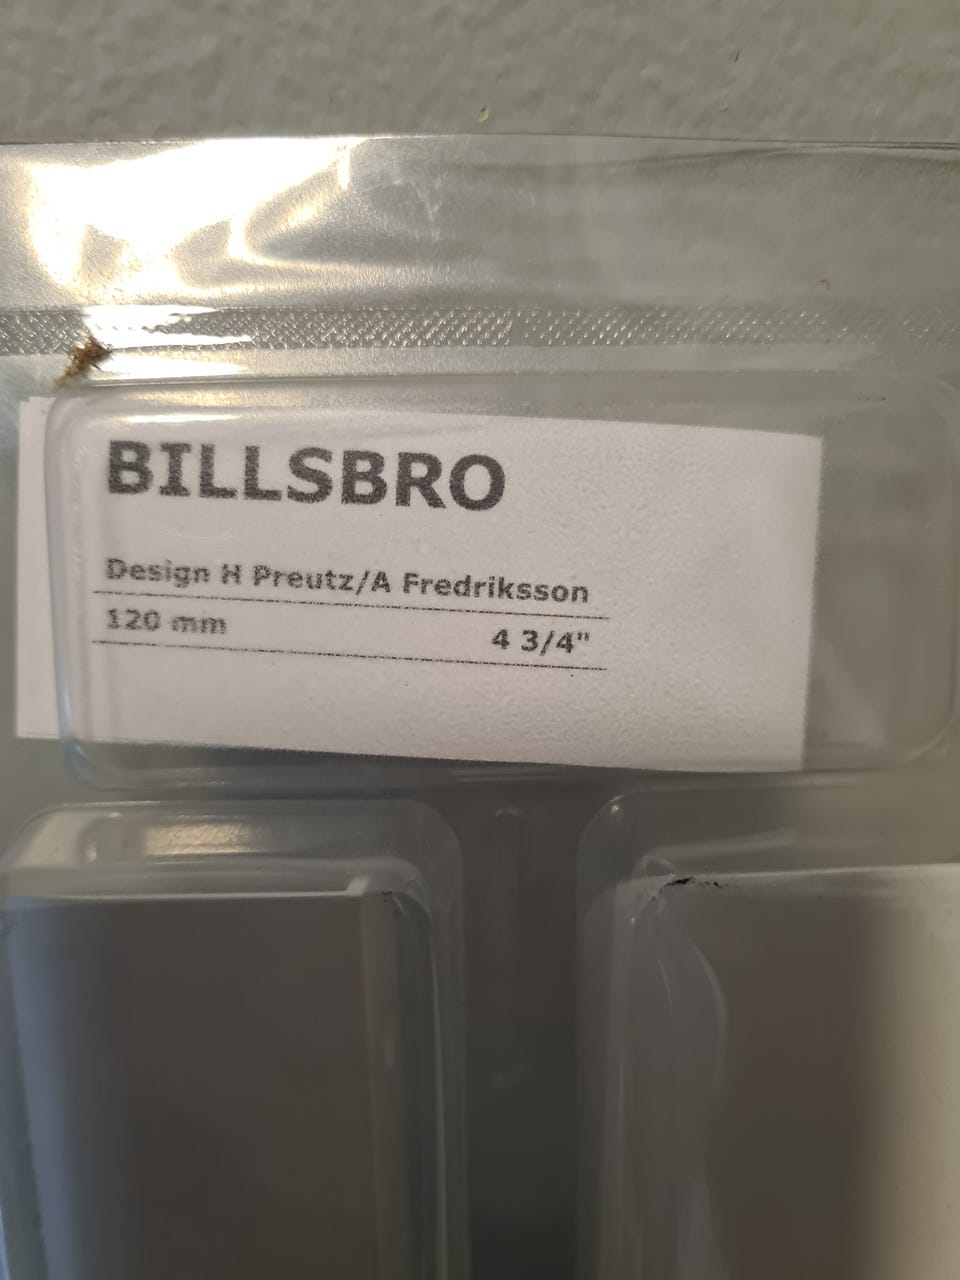 BILLSBRO
Design H Preutz/A Fredriksson
120 mm 4 3/4"